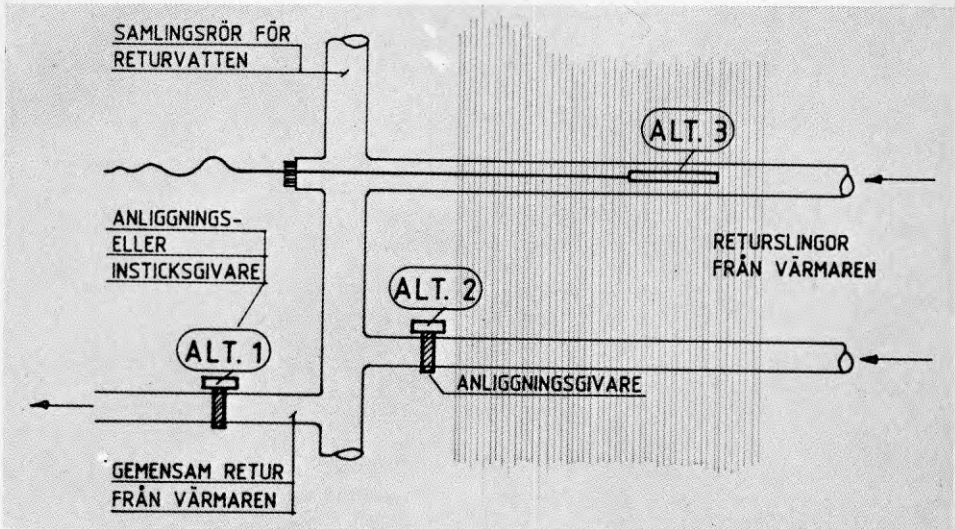 SAMLINGSRÖR FÖR
RETURVATTEN
ALT. 3
ANLIGGNINGS-
ELLER
INSTICKSGIVARE
RETURSLINGOR
FRÅN VÄRMAREN
ALT. 2
ALT. 1
ANLIGGNINGSGIVARE
GEMENSAM RETUR
FRÅN VÄRMAREN